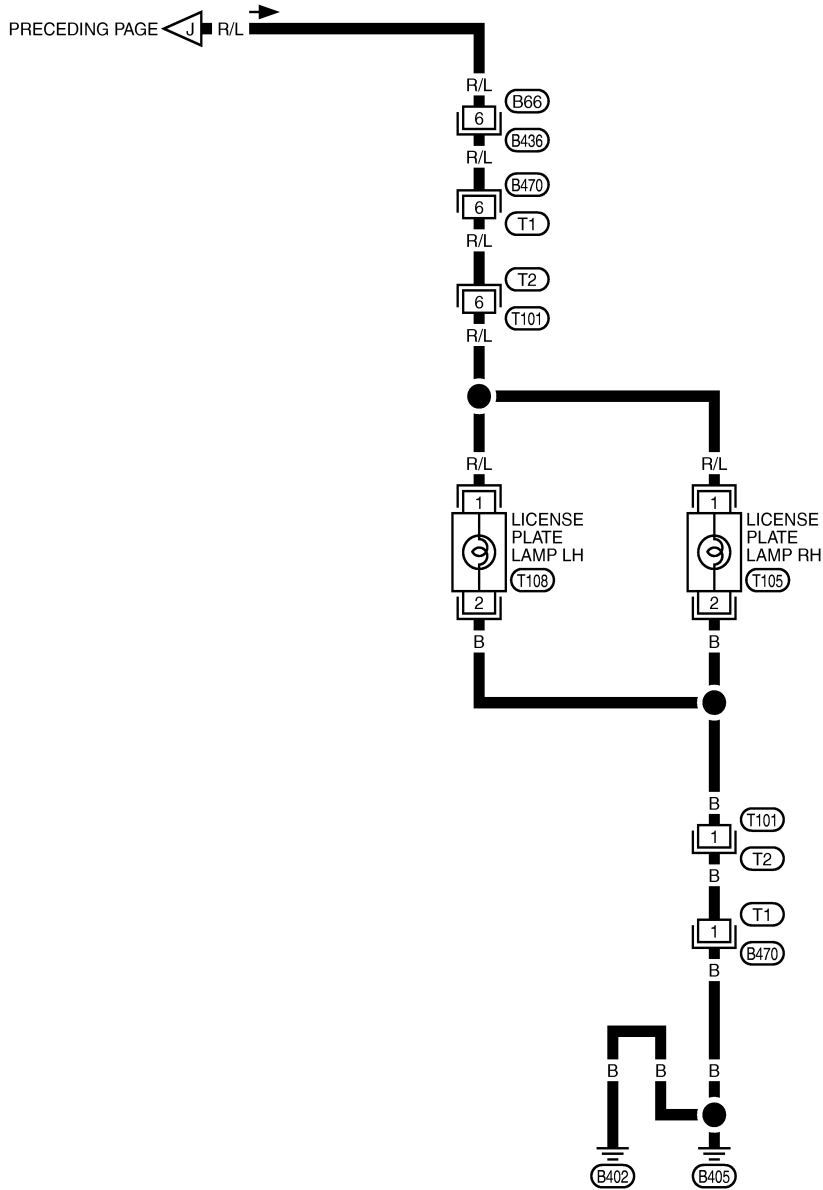 PRECEDING PAGE J R/L
R/L
B66
6
B436
R/L
B470
6
T1
R/L
T2
6
T101
R/L
R/L R/L
1 1
LICENSE
PLATE
LAMP LH
T108
LICENSE
PLATE
LAMP RH
T105
2 2
B B
B
T101
1
T2
B
T1
1
B470
B
B B B
B402 B405